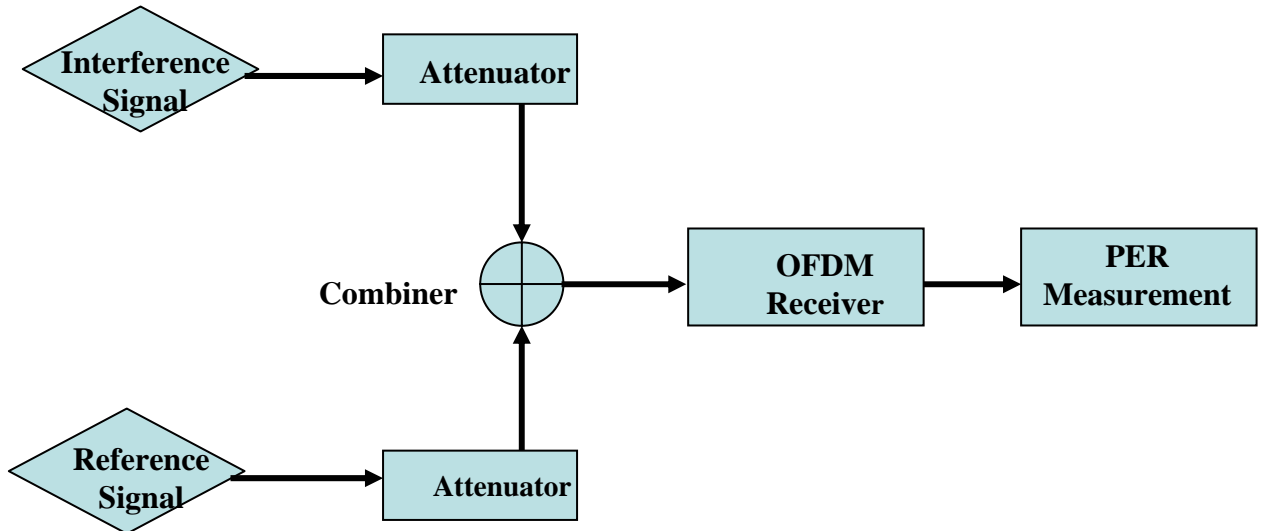 Interference
Signal
Attenuator
Combiner
OFDM
Receiver
PER
Measurement
Reference
Signal
Attenuator